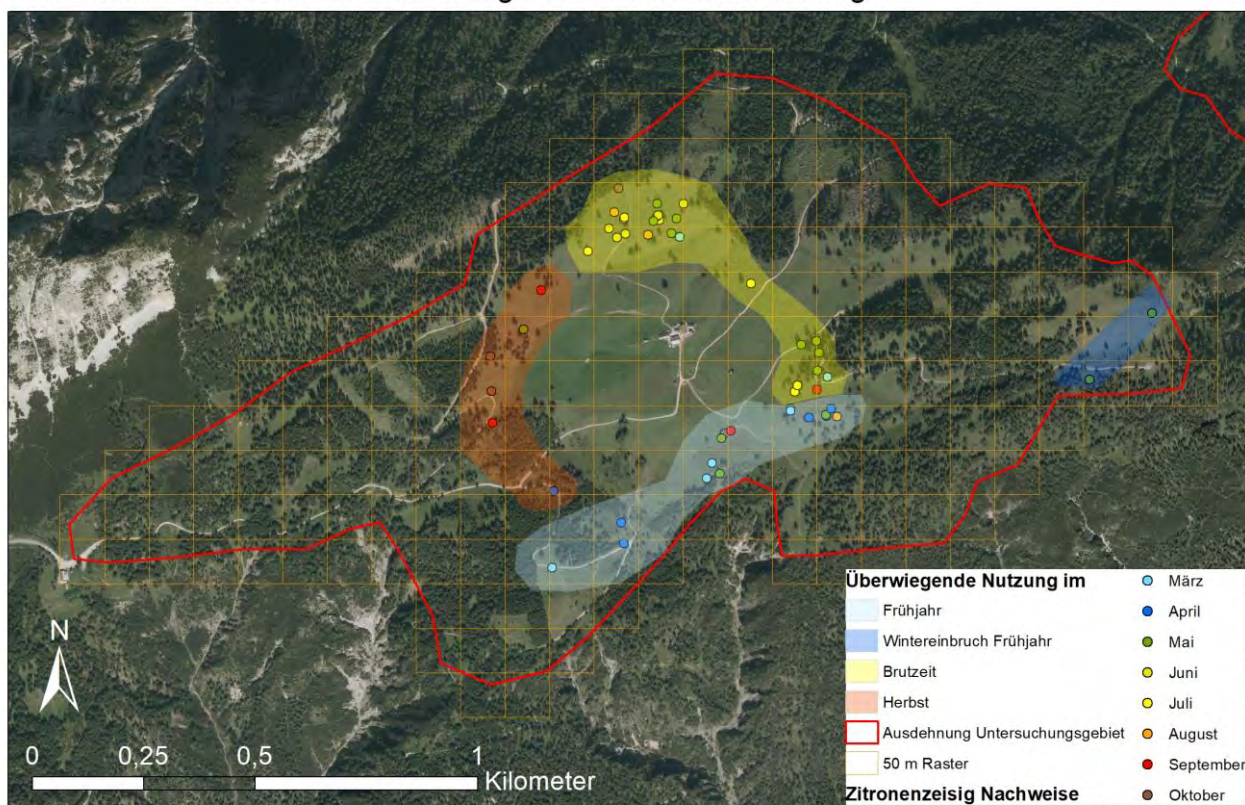 Überwiegende Nutzung im
Frühjahr
Wintereinbruch Frühjahr
Brutzeit
Herbst
Ausdehnung Untersuchungsgebiet
50 m Raster
Zitronenzeisig Nachweise
März
April
Mai
Juni
Juli
August
September
Oktober
N
0 0,25 0,5 1
Kilometer